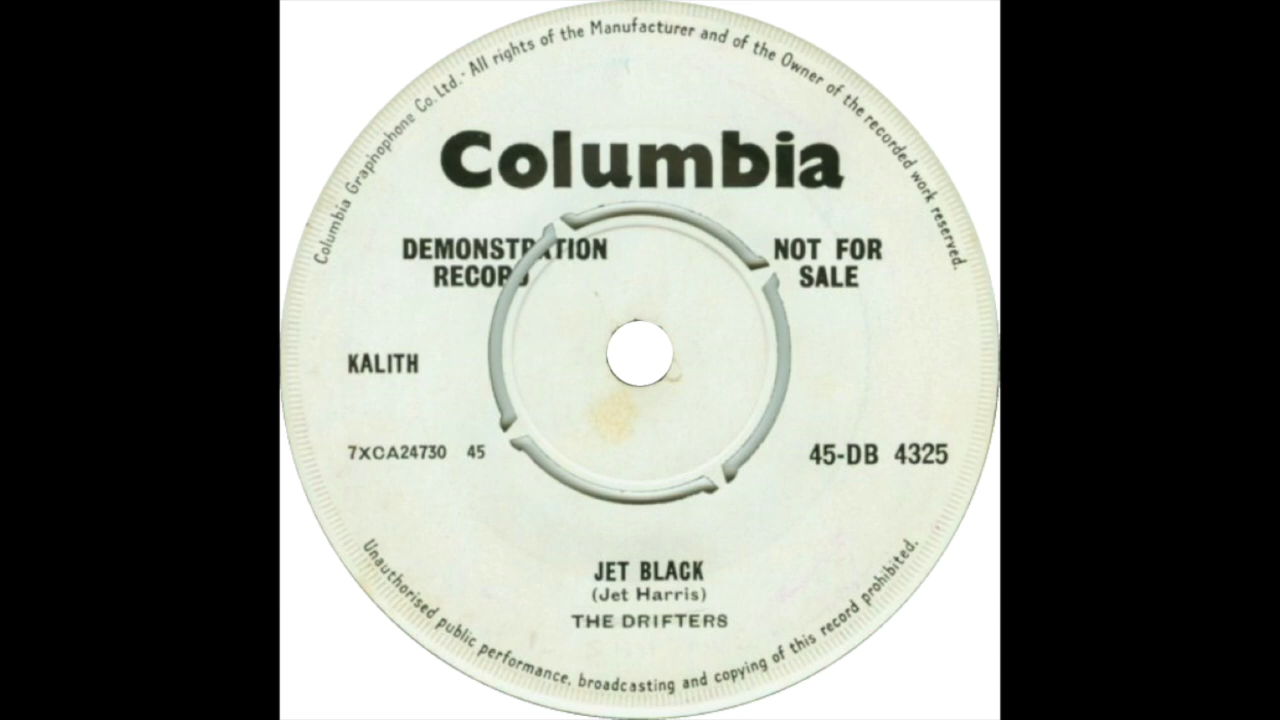 Columbia Graphophone Co. Ltd. · All rights of the Manufacturer and of the Owner of the recorded work reserved.
Columbia
DEMONSTRATION
RECORD
NOT FOR
SALE
KALITH
7XCA24730 45
45-DB 4325
JET BLACK
(Jet Harris)
THE DRIFTERS
Unauthorised public performance, broadcasting and copying of this record prohibited.